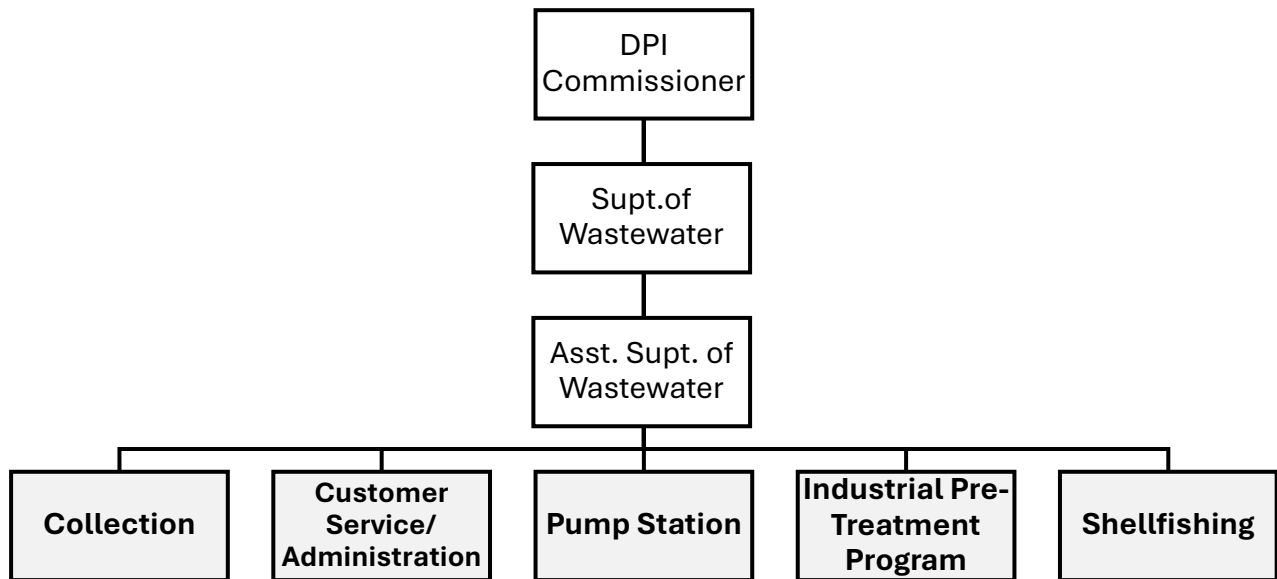 DPI
Commissioner
Supt.of
Wastewater
Asst. Supt. of
Wastewater
Collection
Customer
Service/
Administration
Pump Station
Industrial Pre-
Treatment
Program
Shellfishing